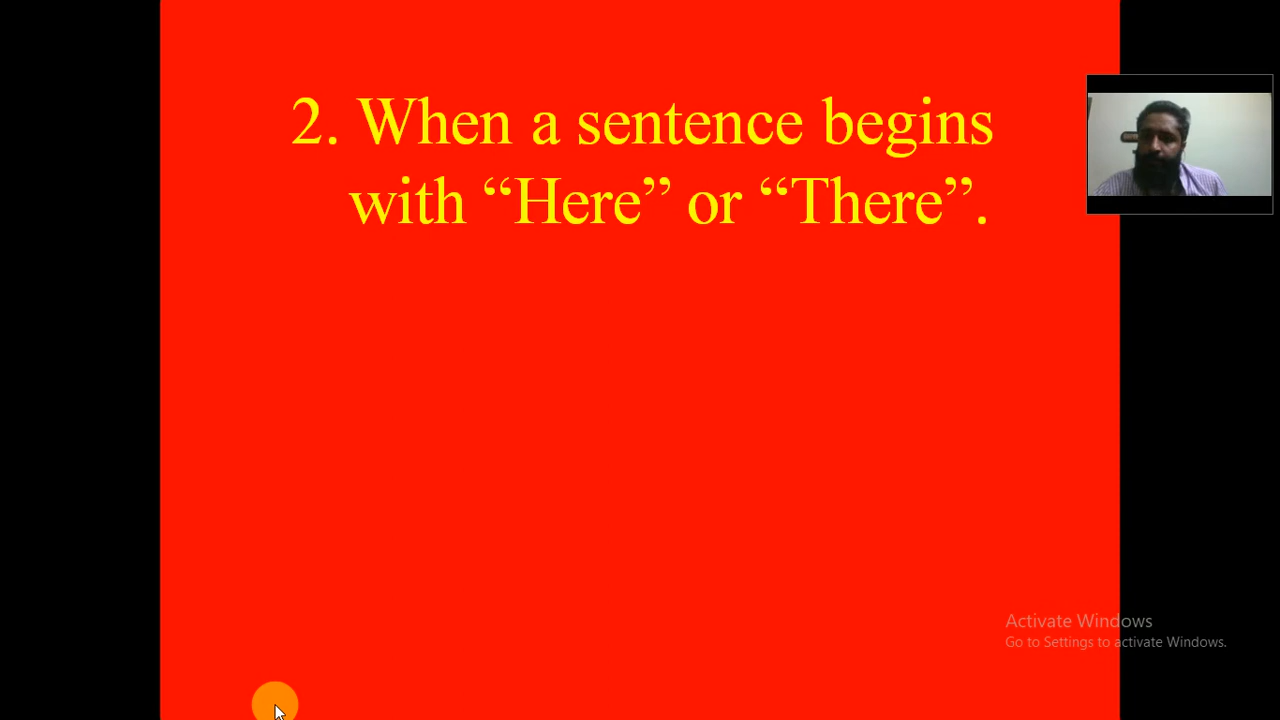 2. When a sentence begins
with “Here” or “There”.
Activate Windows
Go to Settings to activate Windows.